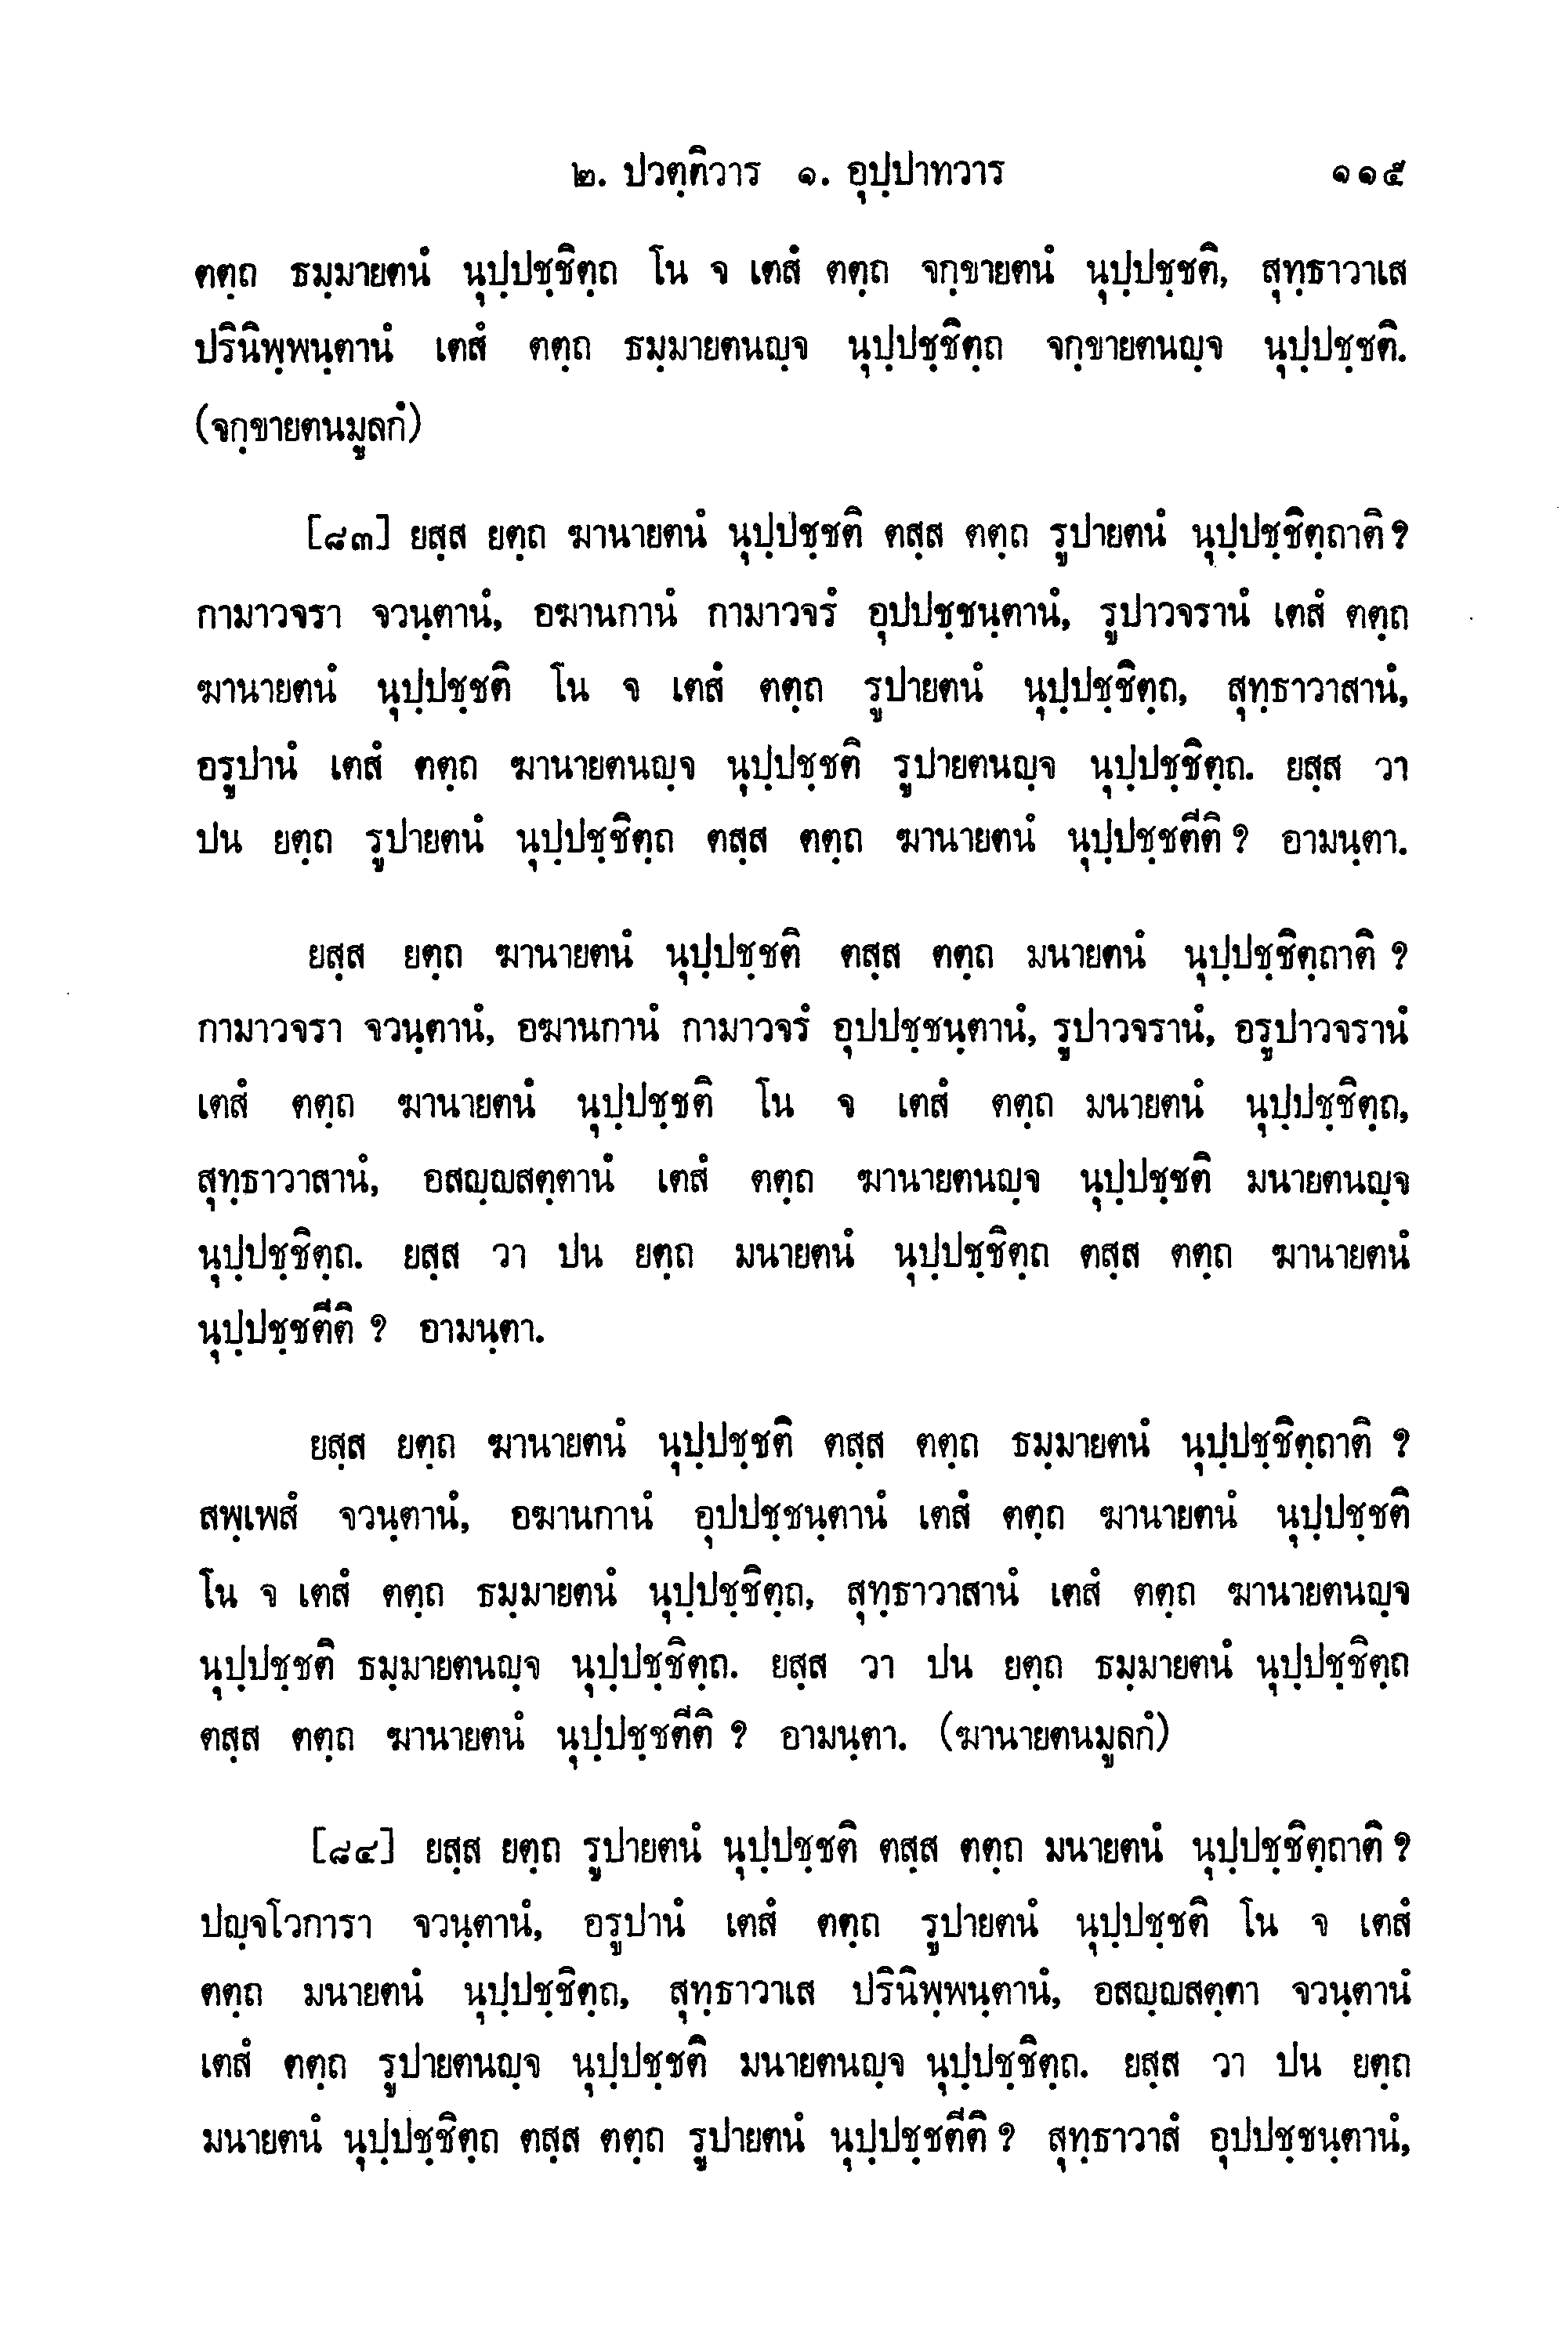 ๒. ปวตฺติวาร ๑. อุปฺปาทวาร ๑๑๕
ตตฺถ ธมฺมายตนํ นุปฺปชฺชิตฺถ โน จ เตสํ ตตฺถ จกฺขายตนํ นุปฺปชฺชติ, สุทฺธาวาเส
ปรินิพฺพนฺตานํ เตสํ ตตฺถ ธมฺมายตนญฺจ นุปฺปชฺชิตฺถ จกฺขายตนญฺจ นุปฺปชฺชติ.
(จกฺขายตนมูลกํ)
[๘๓] ยสฺส ยตฺถ ฆานายตนํ นุปฺปชฺชติ ตสฺส ตตฺถ รูปายตนํ นุปฺปชฺชิตฺถาติ ?
กามาวจรา จวนฺตานํ, อฆานกานํ กามาวจรํ อุปปชฺชนฺตานํ, รูปาวจรานํ เตสํ ตตฺถ
ฆานายตนํ นุปฺปชฺชติ โน จ เตสํ ตตฺถ รูปายตนํ นุปฺปชฺชิตฺถ, สุทฺธาวาสานํ,
อรูปานํ เตสํ ตตฺถ ฆานายตนญฺจ นุปฺปชฺชติ รูปายตนญฺจ นุปฺปชฺชิตฺถ. ยสฺส วา
ปน ยตฺถ รูปายตนํ นุปฺปชฺชิตฺถ ตสฺส ตตฺถ ฆานายตนํ นุปฺปชฺชตีติ ? อามนฺตา.
ยสฺส ยตฺถ ฆานายตนํ นุปฺปชฺชติ ตสฺส ตตฺถ มนายตนํ นุปฺปชฺชิตฺถาติ ?
กามาวจรา จวนฺตานํ, อฆานกานํ กามาวจรํ อุปปชฺชนฺตานํ, รูปาวจรานํ, อรูปาวจรานํ
เตสํ ตตฺถ ฆานายตนํ นุปฺปชฺชติ โน จ เตสํ ตตฺถ มนายตนํ นุปฺปชฺชิตฺถ,
สุทฺธาวาสานํ, อสญฺญสตฺตานํ เตสํ ตตฺถ ฆานายตนญฺจ นุปฺปชฺชติ มนายตนญฺจ
นุปฺปชฺชิตฺถ. ยสฺส วา ปน ยตฺถ มนายตนํ นุปฺปชฺชิตฺถ ตสฺส ตตฺถ ฆานายตนํ
นุปฺปชฺชตีติ ? อามนฺตา.
ยสฺส ยตฺถ ฆานายตนํ นุปฺปชฺชติ ตสฺส ตตฺถ ธมฺมายตนํ นุปฺปชฺชิตฺถาติ ?
สพฺเพสํ จวนฺตานํ, อฆานกานํ อุปปชฺชนฺตานํ เตสํ ตตฺถ ฆานายตนํ นุปฺปชฺชติ
โน จ เตสํ ตตฺถ ธมฺมายตนํ นุปฺปชฺชิตฺถ, สุทฺธาวาสานํ เตสํ ตตฺถ ฆานายตนญฺจ
นุปฺปชฺชติ ธมฺมายตนญฺจ นุปฺปชฺชิตฺถ. ยสฺส วา ปน ยตฺถ ธมฺมายตนํ นุปฺปชฺชิตฺถ
ตสฺส ตตฺถ ฆานายตนํ นุปฺปชฺชตีติ ? อามนฺตา. (ฆานายตนมูลกํ)
[๘๔] ยสฺส ยตฺถ รูปายตนํ นุปฺปชฺชติ ตสฺส ตตฺถ มนายตนํ นุปฺปชฺชิตฺถาติ ?
ปญฺจโวการา จวนฺตานํ, อรูปานํ เตสํ ตตฺถ รูปายตนํ นุปฺปชฺชติ โน จ เตสํ
ตตฺถ มนายตนํ นุปฺปชฺชิตฺถ, สุทฺธาวาเส ปรินิพฺพนฺตานํ, อสญฺญสตฺตา จวนฺตานํ
เตสํ ตตฺถ รูปายตนญฺจ นุปฺปชฺชติ มนายตนญฺจ นุปฺปชฺชิตฺถ. ยสฺส วา ปน ยตฺถ
มนายตนํ นุปฺปชฺชิตฺถ ตสฺส ตตฺถ รูปายตนํ นุปฺปชฺชตีติ ? สุทฺธาวาสํ อุปปชฺชนฺตานํ,